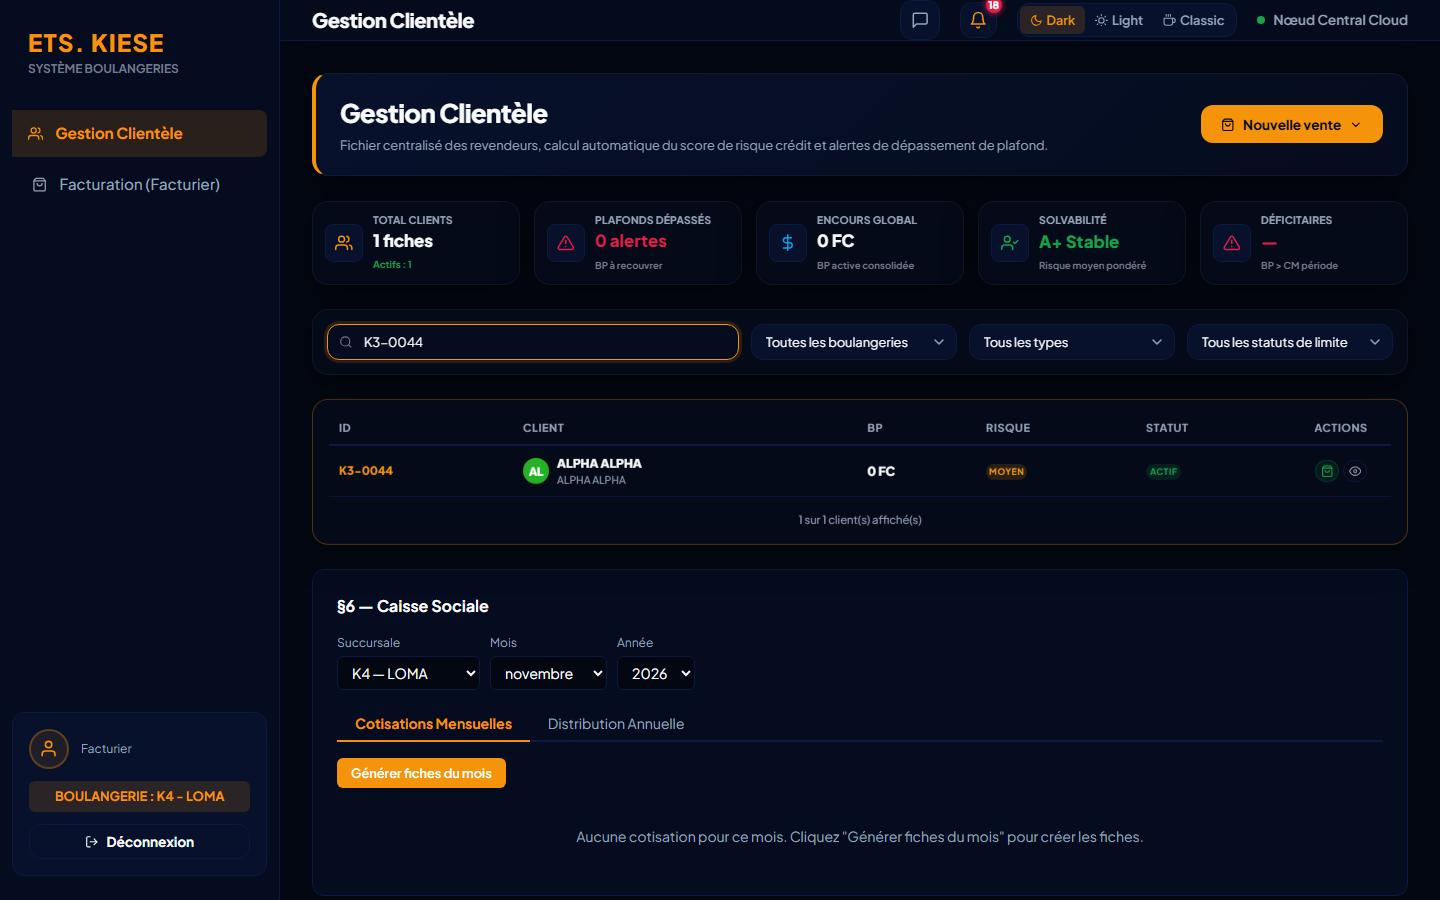 ETS. KIESE
SYSTÈME BOULANGERIES
Gestion Clientèle
Facturation (Facturier)
Facturier
BOULANGERIE : K4 - LOMA
Déconnexion
Gestion Clientèle
18
Dark
Light
Classic
Nœud Central Cloud
Gestion Clientèle
Fichier centralisé des revendeurs, calcul automatique du score de risque crédit et alertes de dépassement de plafond.
Nouvelle vente
TOTAL CLIENTS
1 fiches
Actifs : 1
PLAFONDS DÉPASSÉS
0 alertes
BP à recouvrer
ENCOURS GLOBAL
0 FC
BP active consolidée
SOLVABILITÉ
A+ Stable
Risque moyen pondéré
DÉFICITAIRES
—
BP > CM période
K3-0044
Toutes les boulangeries
Tous les types
Tous les statuts de limite
ID CLIENT BP RISQUE STATUT ACTIONS
K3-0044 AL ALPHA ALPHA 0 FC MOYEN ACTIF
ALPHA ALPHA
1 sur 1 client(s) affiché(s)
§6 — Caisse Sociale
Succursale Mois Année
K4 — LOMA novembre 2026
Cotisations Mensuelles Distribution Annuelle
Générer fiches du mois
Aucune cotisation pour ce mois. Cliquez "Générer fiches du mois" pour créer les fiches.